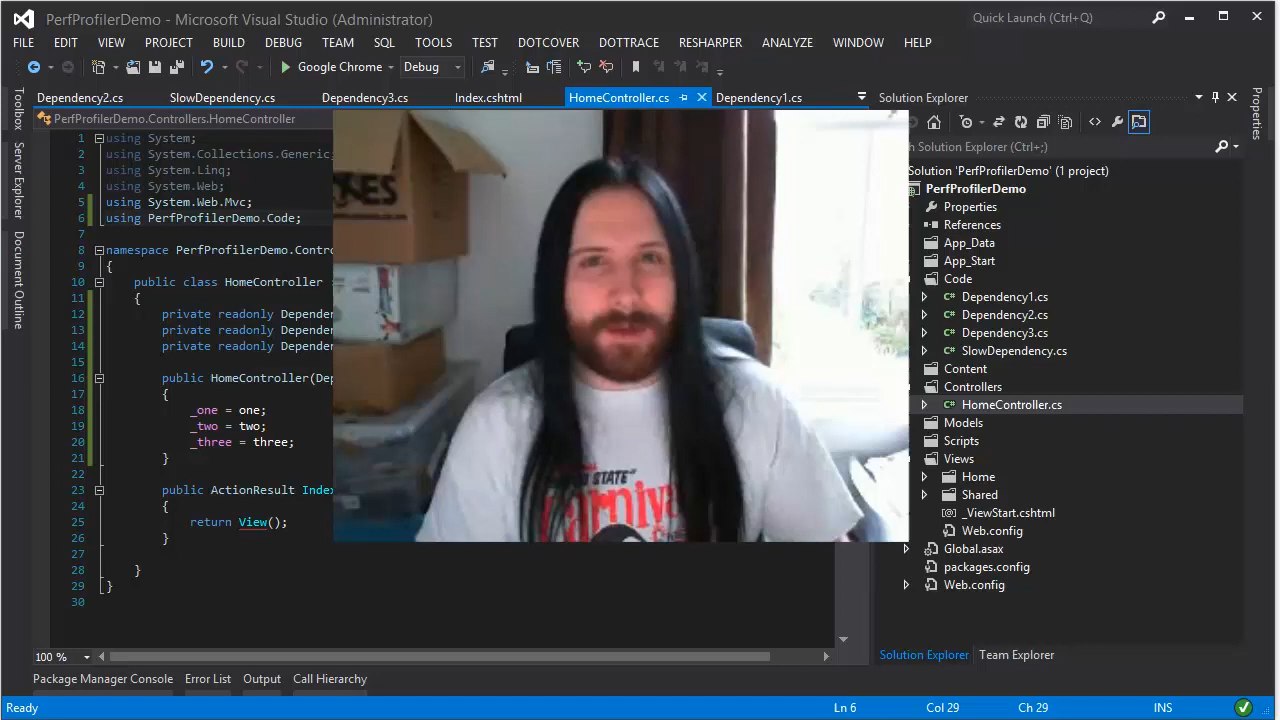 PerfProfilerDemo - Microsoft Visual Studio (Administrator)
Quick Launch (Ctrl+Q)
FILE EDIT VIEW PROJECT BUILD DEBUG TEAM SQL TOOLS TEST DOTCOVER DOTTRACE RESHARPER ANALYZE WINDOW HELP
Google Chrome Debug
Dependency2.cs SlowDependency.cs Dependency3.cs Index.cshtml HomeController.cs Dependency1.cs
PerfProfilerDemo.Controllers.HomeController
1 using System;
2 using System.Collections.Generic;
3 using System.Linq;
4 using System.Web;
5 using System.Web.Mvc;
6 using PerfProfilerDemo.Code;
7
8 namespace PerfProfilerDemo.Contr
9 {
10 public class HomeController
11 {
12 private readonly Depender
13 private readonly Depender
14 private readonly Depender
15
16 public HomeController(Dep
17 {
18 _one = one;
19 _two = two;
20 _three = three;
21 }
22
23 public ActionResult Index
24 {
25 return View();
26 }
27
28 }
29 }
30
100 %
Toolbox
Server Explorer
Document Outline
STATE"
Solution Explorer
h Solution Explorer (Ctrl+;)
Solution 'PerfProfilerDemo' (1 project)
PerfProfilerDemo
Properties
References
App_Data
App_Start
Code
C# Dependency1.cs
C# Dependency2.cs
C# Dependency3.cs
C# SlowDependency.cs
Content
Controllers
C# HomeController.cs
Models
Scripts
Views
Home
Shared
_ViewStart.cshtml
Web.config
Global.asax
packages.config
Web.config
Solution Explorer Team Explorer
Properties
Package Manager Console Error List Output Call Hierarchy
Ready Ln 6 Col 29 Ch 29 INS